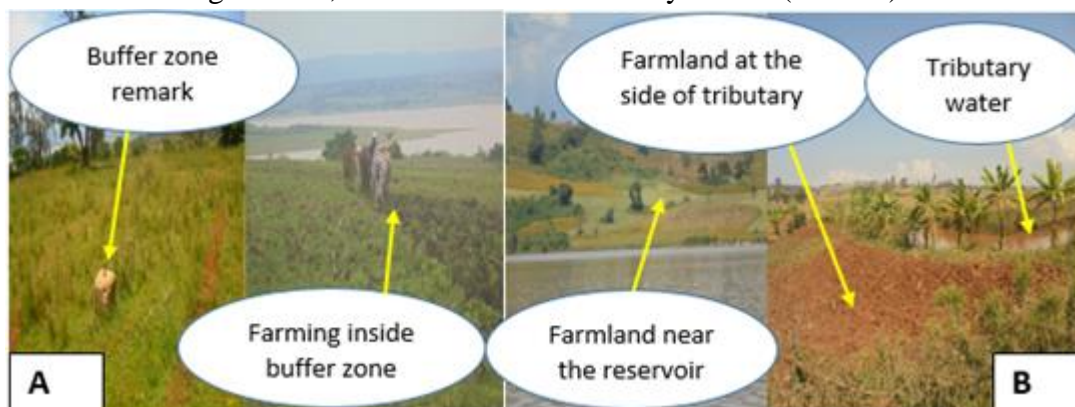 Buffer zone
remark
Farming inside
buffer zone
Farmland at the
side of tributary
Tributary
water
Farmland near
the reservoir
A
B